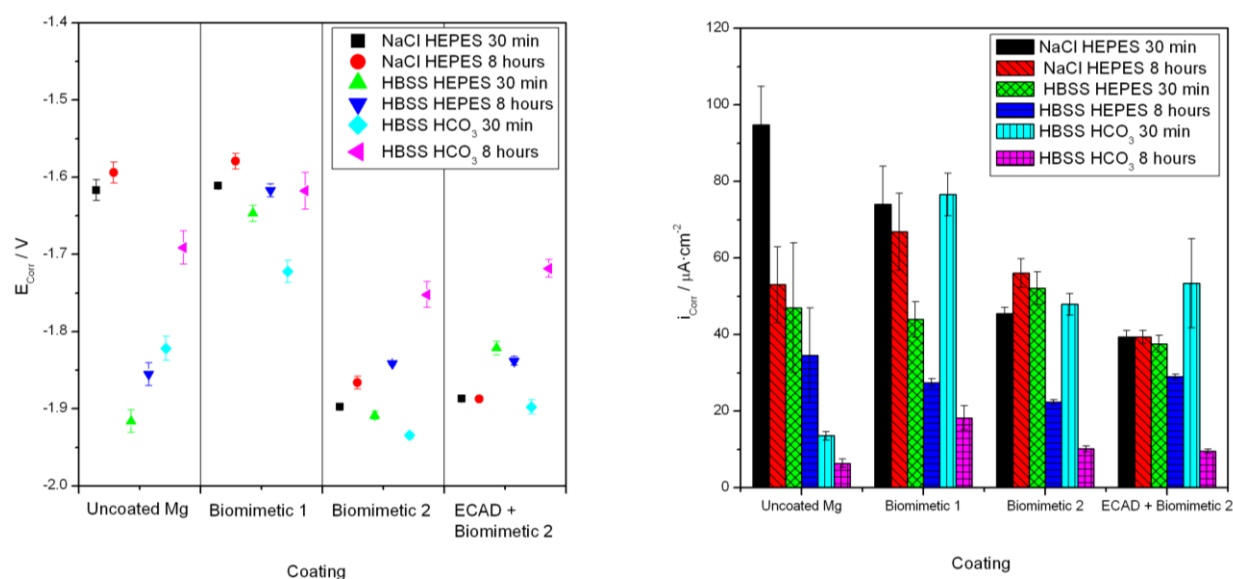 -1.4
-1.5
-1.6
-1.7
-1.8
-1.9
-2.0
E_Corr / V
NaCl HEPES 30 min
NaCl HEPES 8 hours
HBSS HEPES 30 min
HBSS HEPES 8 hours
HBSS HCO₃ 30 min
HBSS HCO₃ 8 hours
Uncoated Mg
Biomimetic 1
Biomimetic 2
ECAD +
Biomimetic 2
Coating
120
100
80
60
40
20
0
i_Corr / µA·cm⁻²
NaCl HEPES 30 min
NaCl HEPES 8 hours
HBSS HEPES 30 min
HBSS HEPES 8 hours
HBSS HCO₃ 30 min
HBSS HCO₃ 8 hours
Uncoated Mg
Biomimetic 1
Biomimetic 2
ECAD + Biomimetic 2
Coating